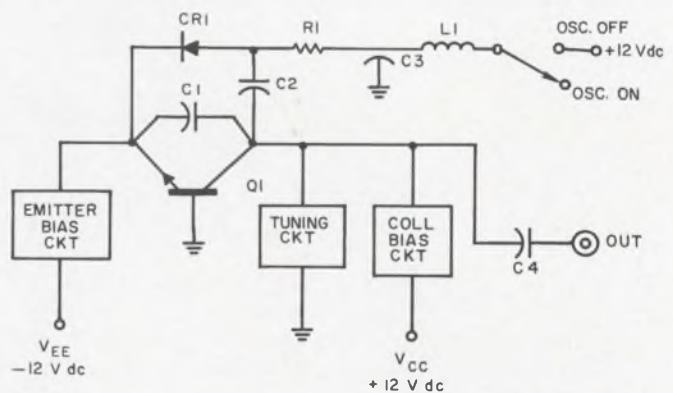 CR1
R1
L1
OSC. OFF
+12 Vdc
C3
OSC. ON
C2
C1
Q1
EMITTER
BIAS
CKT
TUNING
CKT
COLL
BIAS
CKT
OUT
C4
VEE
−12 V dc
VCC
+ 12 V dc